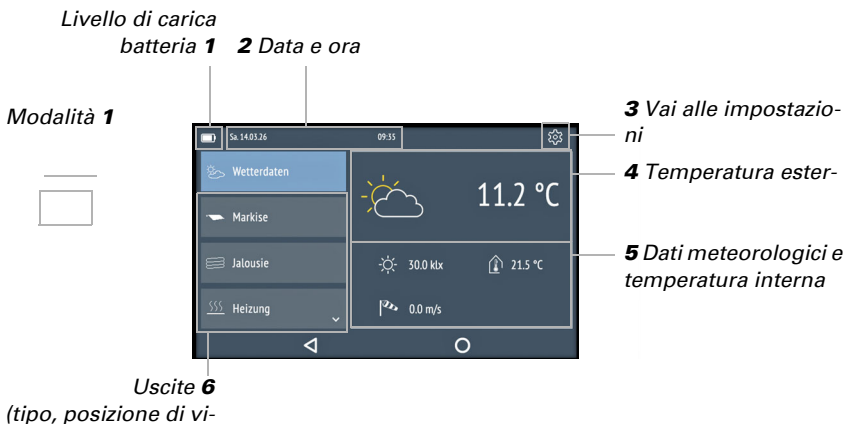 Livello di carica
batteria 1
2 Data e ora
Modalità 1
3 Vai alle impostazio-
ni
4 Temperatura ester-
5 Dati meteorologici e
temperatura interna
Sa. 14.03.26
09:35
Wetterdaten
11.2 °C
Markise
Jalousie
30.0 klx
21.5 °C
Heizung
0.0 m/s
Uscite 6
(tipo, posizione di vi-